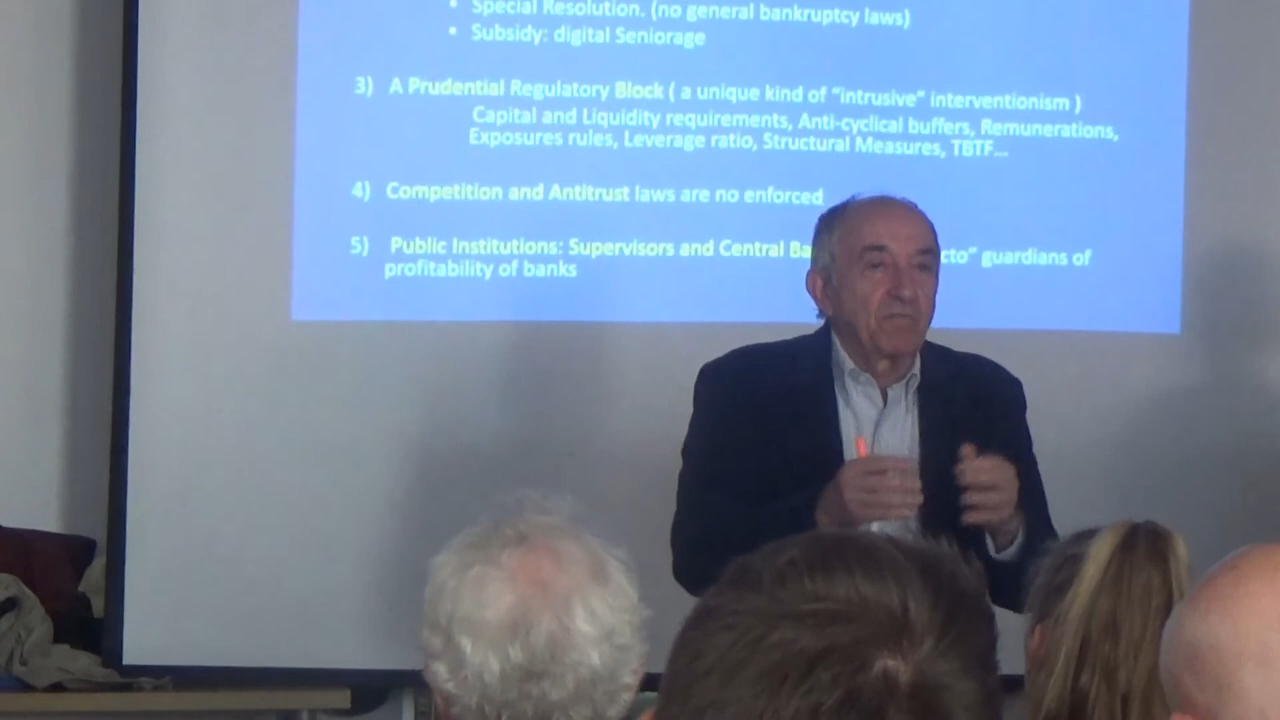 • Special Resolution. (no general bankruptcy laws)
• Subsidy: digital Seniorage
3) A Prudential Regulatory Block ( a unique kind of "intrusive" interventionism )
Capital and Liquidity requirements, Anti-cyclical buffers, Remunerations,
Exposures rules, Leverage ratio, Structural Measures, TBTF...
4) Competition and Antitrust laws are no enforced
5) Public Institutions: Supervisors and Central Ba cto" guardians of
profitability of banks